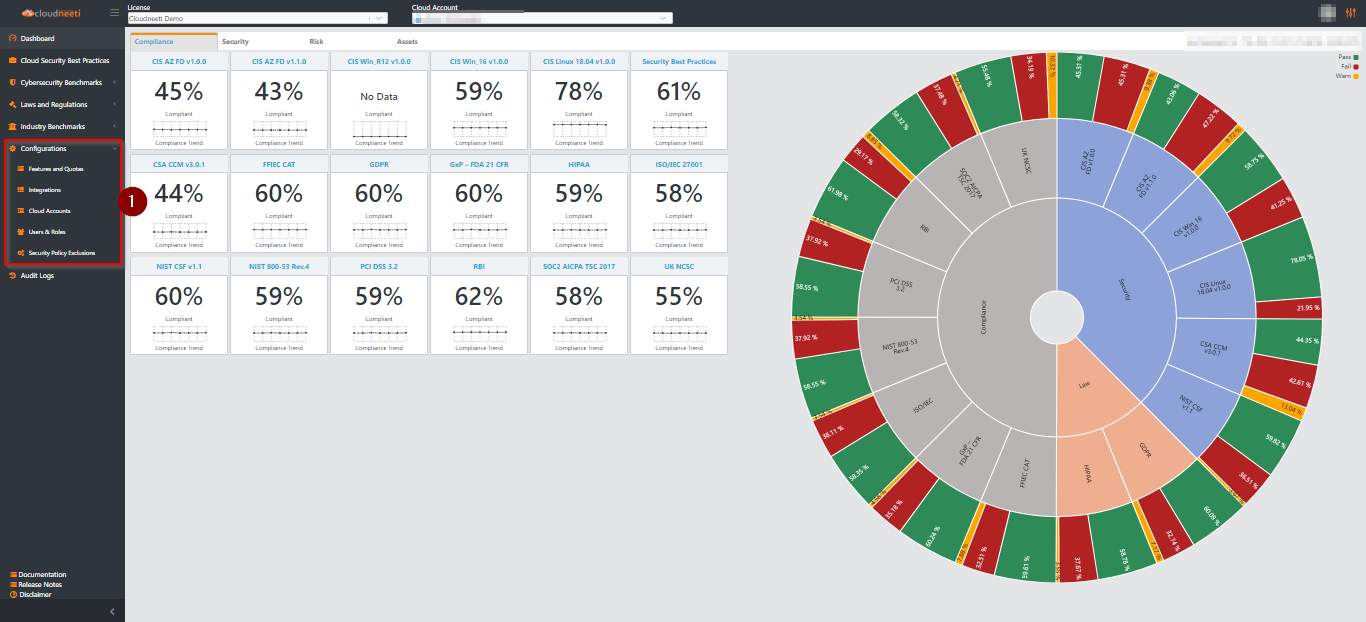 cloudneeti
License
Cloudneeti Demo
Cloud Account
Dashboard
Cloud Security Best Practices
Cybersecurity Benchmarks
Laws and Regulations
Industry Benchmarks
Configurations
Features and Quotas
Integrations
Cloud Accounts
Users & Roles
Security Policy Exclusions
1
Audit Logs
Documentation
Release Notes
Disclaimer
Compliance Security Risk Assets
CIS AZ FD v1.0.0 CIS AZ FD v1.1.0 CIS Win_R12 v1.0.0 CIS Win_16 v1.0.0 CIS Linux 18.04 v1.0.0 Security Best Practices
45% 43% No Data 59% 78% 61%
Compliant Compliant Compliant Compliant Compliant
Compliance Trend Compliance Trend Compliance Trend Compliance Trend Compliance Trend Compliance Trend
CSA CCM v3.0.1 FFIEC CAT GDPR GxP – FDA 21 CFR HIPAA ISO/IEC 27001
44% 60% 60% 60% 59% 58%
Compliant Compliant Compliant Compliant Compliant Compliant
Compliance Trend Compliance Trend Compliance Trend Compliance Trend Compliance Trend Compliance Trend
NIST CSF v1.1 NIST 800-53 Rev.4 PCI DSS 3.2 RBI SOC2 AICPA TSC 2017 UK NCSC
60% 59% 59% 62% 58% 55%
Compliant Compliant Compliant Compliant Compliant Compliant
Compliance Trend Compliance Trend Compliance Trend Compliance Trend Compliance Trend Compliance Trend
Pass
Fail
Warn
Security
CIS AZ
FD v1.0.0
45.31 %
45.31 %
CIS AZ
FD v1.1.0
43.06 %
47.22 %
CIS Win 16
v1.0.0
58.75 %
41.25 %
CIS Linux
18.04 v1.0.0
78.05 %
21.95 %
CSA CCM
v3.0.1
44.35 %
42.61 %
13.04 %
NIST CSF
v1.1
59.82 %
36.51 %
Law
GDPR
60.09 %
32.74 %
HIPAA
58.78 %
37.67 %
Compliance
FFIEC CAT
59.61 %
32.51 %
GxP –
FDA 21 CFR
60.24 %
35.18 %
ISO/IEC
58.35 %
38.11 %
NIST 800-53
Rev.4
58.55 %
37.92 %
3.54 %
PCI DSS
3.2
58.55 %
37.92 %
RBI
61.98 %
29.17 %
SOC2 AICPA
TSC 2017
58.32 %
37.48 %
UK NCSC
55.48 %
34.19 %
10.32 %